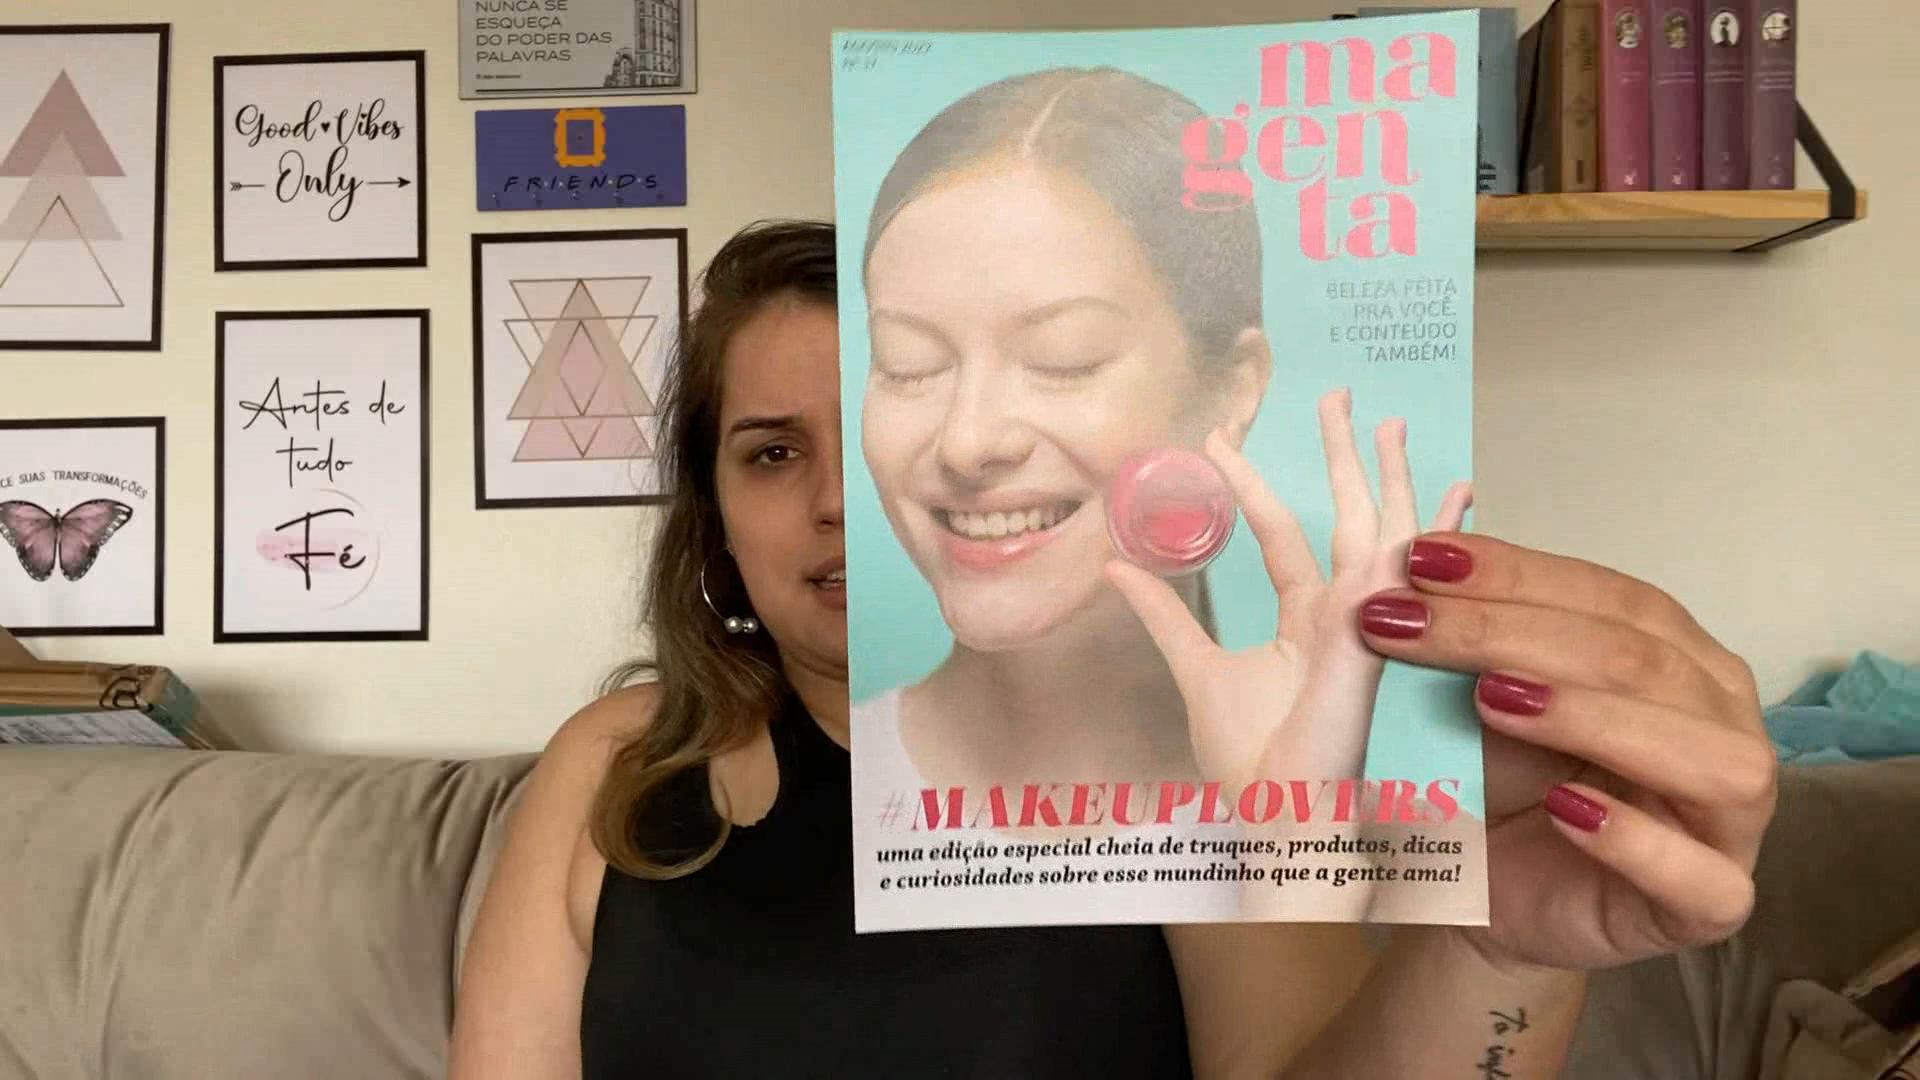 NUNCA SE
ESQUEÇA
DO PODER DAS
PALAVRAS
Good Vibes
Only
F·R·I·E·N·D·S
Antes de
tudo
Fé
CE SUAS TRANSFORMAÇÕES
ma
gen
ta
BELEZA FEITA
PRA VOCÊ.
E CONTEÚDO
TAMBÉM!
#MAKEUPLOVERS
uma edição especial cheia de truques, produtos, dicas
e curiosidades sobre esse mundinho que a gente ama!